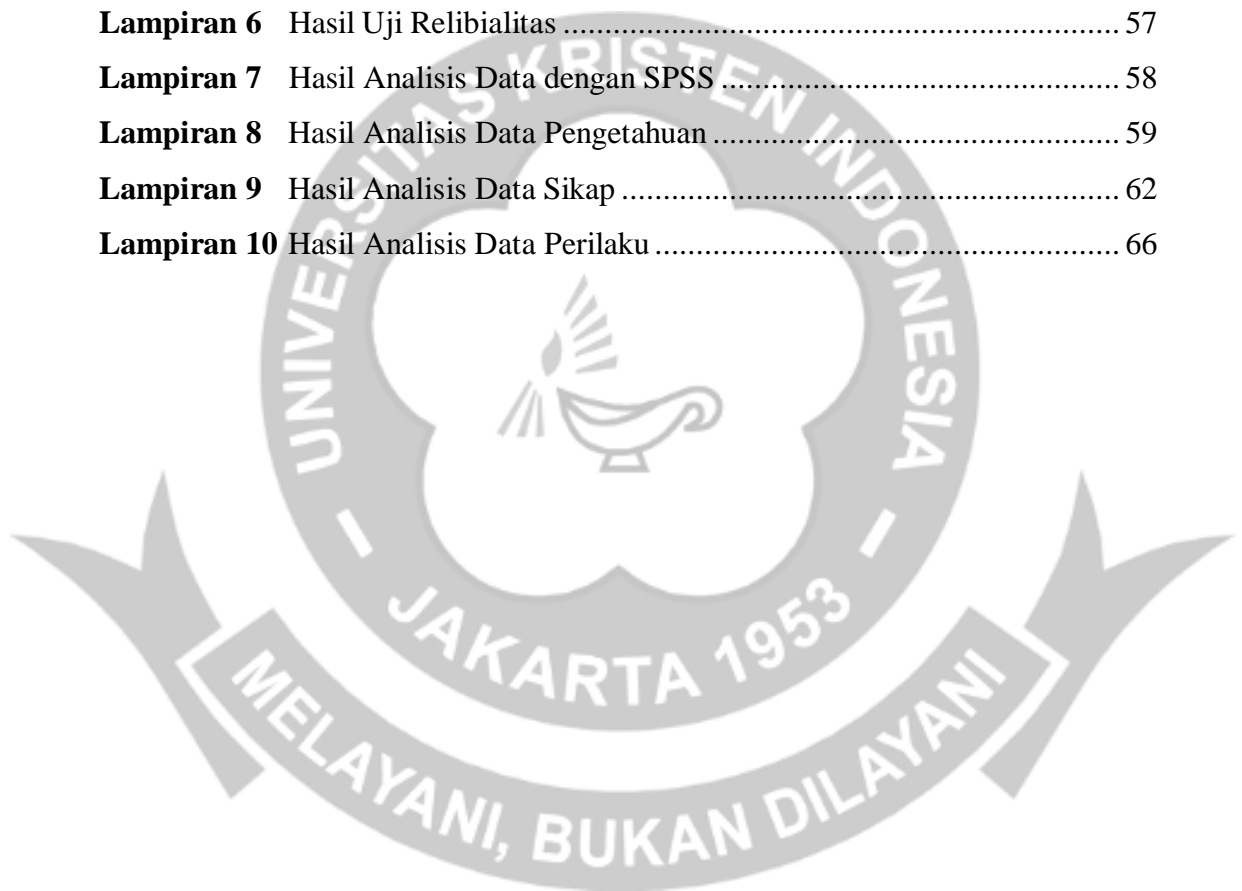 Lampiran 6 Hasil Uji Relibialitas ........................................................................... 57
Lampiran 7 Hasil Analisis Data dengan SPSS ...................................................... 58
Lampiran 8 Hasil Analisis Data Pengetahuan ....................................................... 59
Lampiran 9 Hasil Analisis Data Sikap ................................................................... 62
Lampiran 10 Hasil Analisis Data Perilaku .............................................................. 66
UNIVERSITAS KRISTEN INDONESIA
- JAKARTA 1953 -
MELAYANI, BUKAN DILAYANI